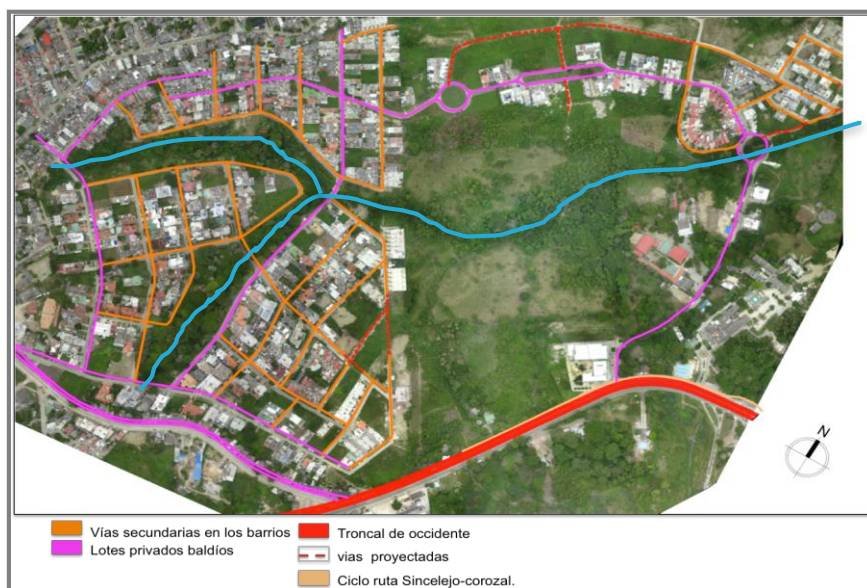 N
Vías secundarias en los barrios
Troncal de occidente
Lotes privados baldíos
vias proyectadas
Ciclo ruta Sincelejo-corozal.